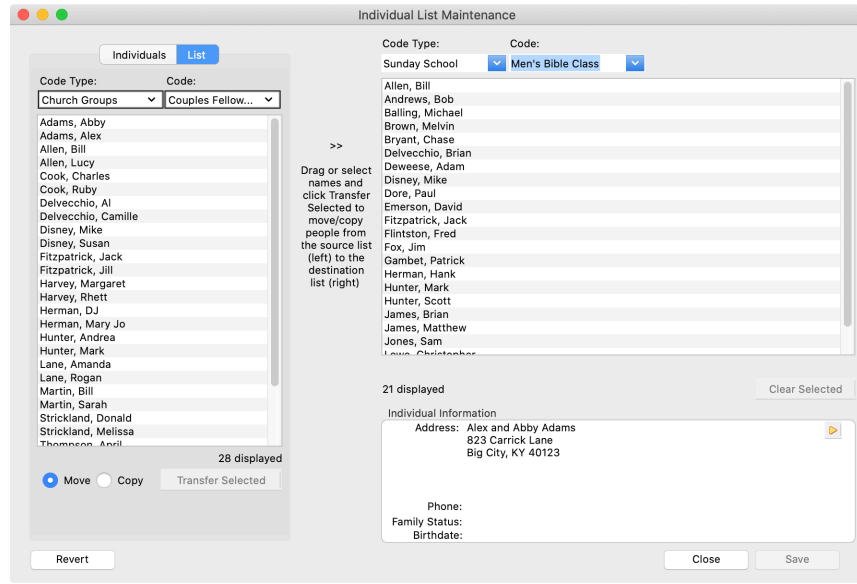 Individual List Maintenance
Individuals List
Code Type: Code:
Church Groups Couples Fellow...
Adams, Abby
Adams, Alex
Allen, Bill
Allen, Lucy
Cook, Charles
Cook, Ruby
Delvecchio, Al
Delvecchio, Camille
Disney, Mike
Disney, Susan
Fitzpatrick, Jack
Fitzpatrick, Jill
Harvey, Margaret
Harvey, Rhett
Herman, DJ
Herman, Mary Jo
Hunter, Andrea
Hunter, Mark
Lane, Amanda
Lane, Rogan
Martin, Bill
Martin, Sarah
Strickland, Donald
Strickland, Melissa
Thompson, April
28 displayed
Move Copy Transfer Selected
>>
Drag or select
names and
click Transfer
Selected to
move/copy
people from
the source list
(left) to the
destination
list (right)
Code Type: Code:
Sunday School Men's Bible Class
Allen, Bill
Andrews, Bob
Balling, Michael
Brown, Melvin
Bryant, Chase
Delvecchio, Brian
Deweese, Adam
Disney, Mike
Dore, Paul
Emerson, David
Fitzpatrick, Jack
Flintston, Fred
Fox, Jim
Gambet, Patrick
Herman, Hank
Hunter, Mark
Hunter, Scott
James, Brian
James, Matthew
Jones, Sam
Lowe, Christopher
21 displayed Clear Selected
Individual Information
Address: Alex and Abby Adams
823 Carrick Lane
Big City, KY 40123
Phone:
Family Status:
Birthdate:
Revert Close Save